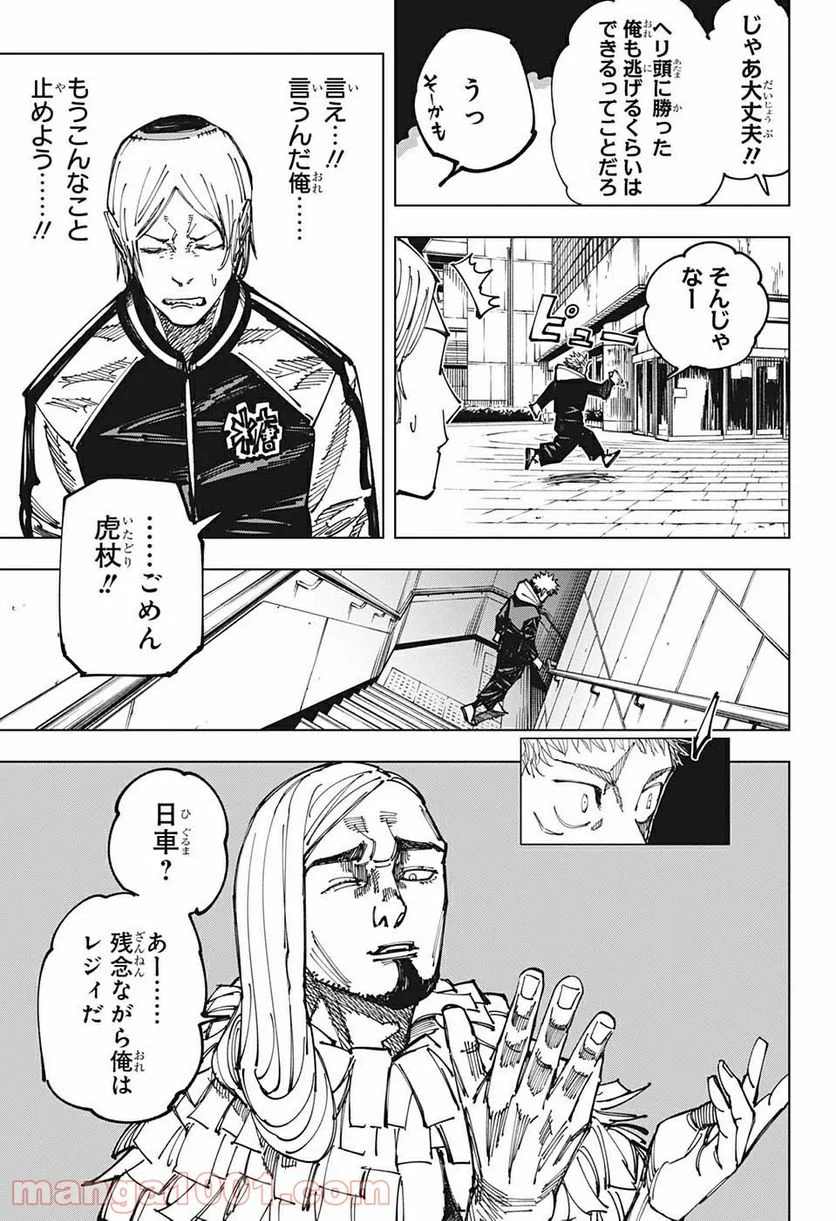 じゃあ大丈夫!!
ヘリ頭に勝った
俺も逃げるくらいは
できるってことだろ
うっ
そーかも
そんじゃ
なー
ピュー
言え…!!
言うんだ俺…
もうこんなこと
止めよう……!!
……ごめん
虎杖!!
日車?
あー……
残念ながら俺は
レジィだ
manga1001.com